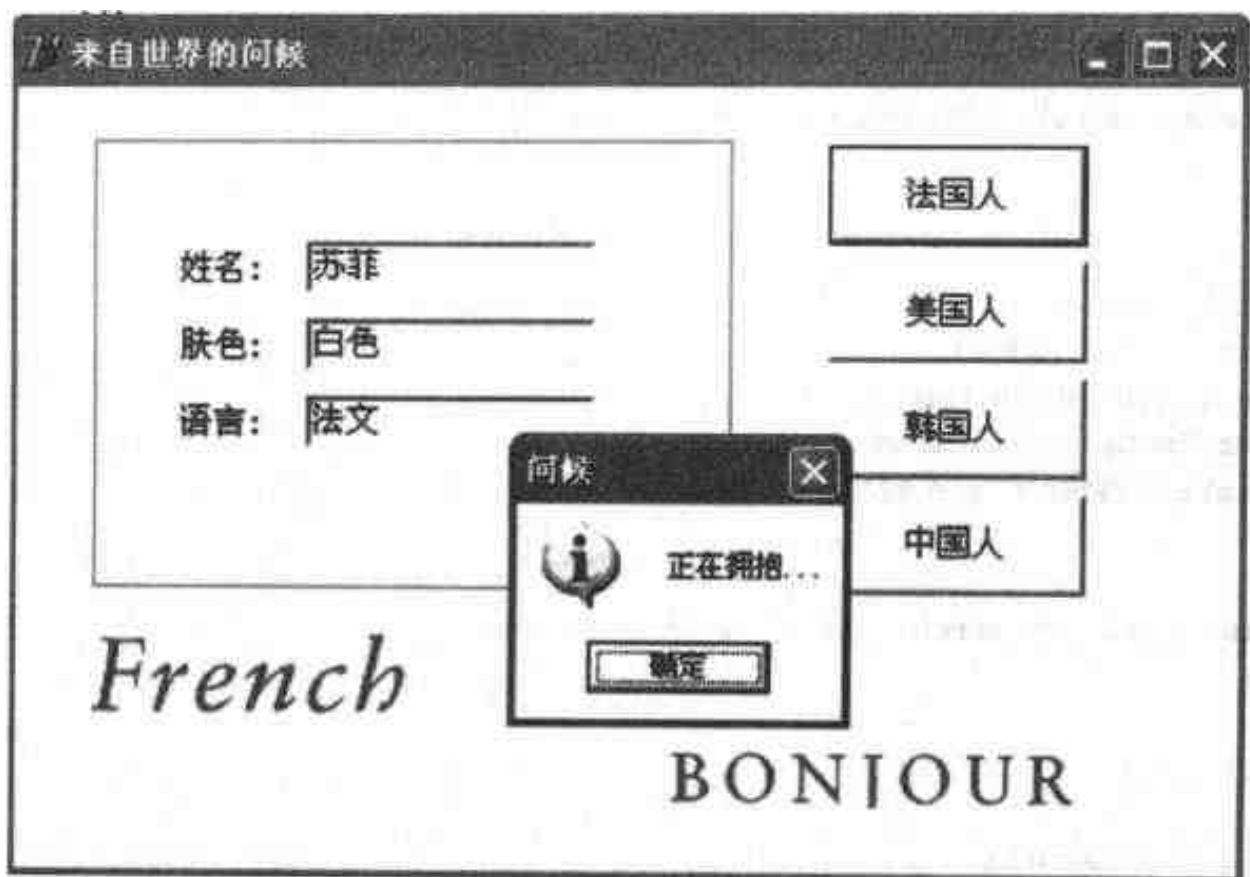 来自世界的问候
姓名： 苏菲
肤色： 白色
语言： 法文
法国人
美国人
韩国人
中国人
问候
正在拥抱...
确定
French
BONJOUR